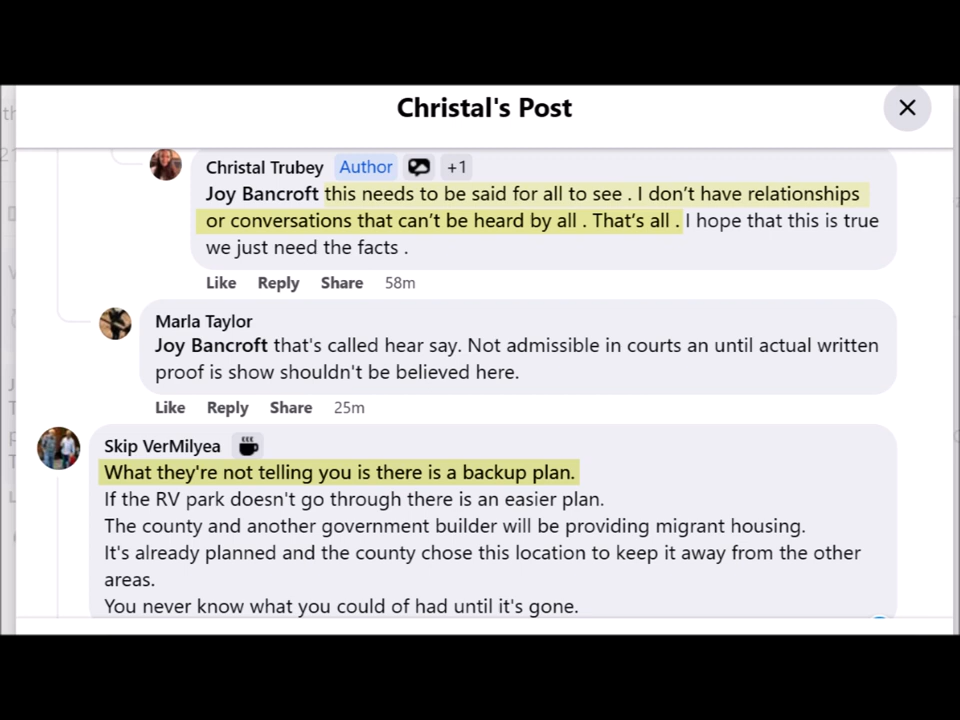 Christal's Post
Christal Trubey Author +1
Joy Bancroft this needs to be said for all to see . I don’t have relationships
or conversations that can’t be heard by all . That’s all . I hope that this is true
we just need the facts .
Like Reply Share 58m
Marla Taylor
Joy Bancroft that's called hear say. Not admissible in courts an until actual written
proof is show shouldn't be believed here.
Like Reply Share 25m
Skip VerMilyea
What they're not telling you is there is a backup plan.
If the RV park doesn't go through there is an easier plan.
The county and another government builder will be providing migrant housing.
It's already planned and the county chose this location to keep it away from the other
areas.
You never know what you could of had until it's gone.